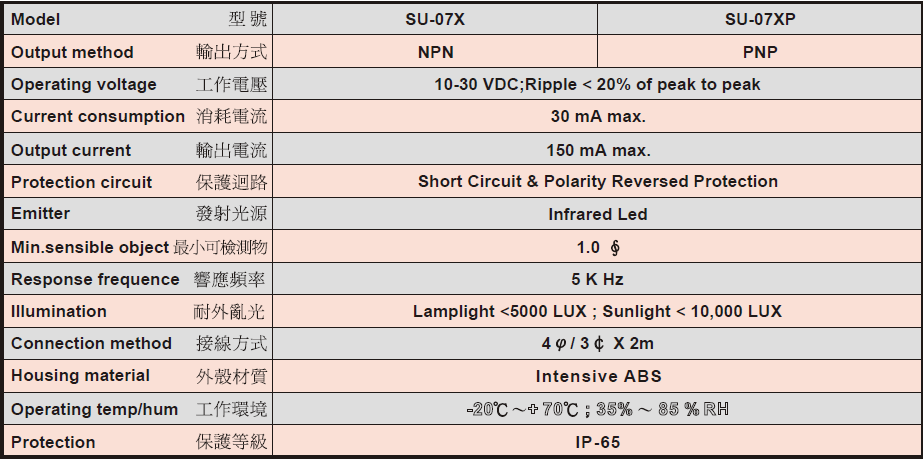 Model 型號 SU-07X SU-07XP
Output method 輸出方式 NPN PNP
Operating voltage 工作電壓 10-30 VDC;Ripple < 20% of peak to peak
Current consumption 消耗電流 30 mA max.
Output current 輸出電流 150 mA max.
Protection circuit 保護迴路 Short Circuit & Polarity Reversed Protection
Emitter 發射光源 Infrared Led
Min.sensible object 最小可檢測物 1.0 ∮
Response frequence 響應頻率 5 K Hz
Illumination 耐外亂光 Lamplight <5000 LUX ; Sunlight < 10,000 LUX
Connection method 接線方式 4 φ / 3 ￠ X 2m
Housing material 外殼材質 Intensive ABS
Operating temp/hum 工作環境 -20℃～+ 70℃ ; 35% ～ 85 % RH
Protection 保護等級 IP-65